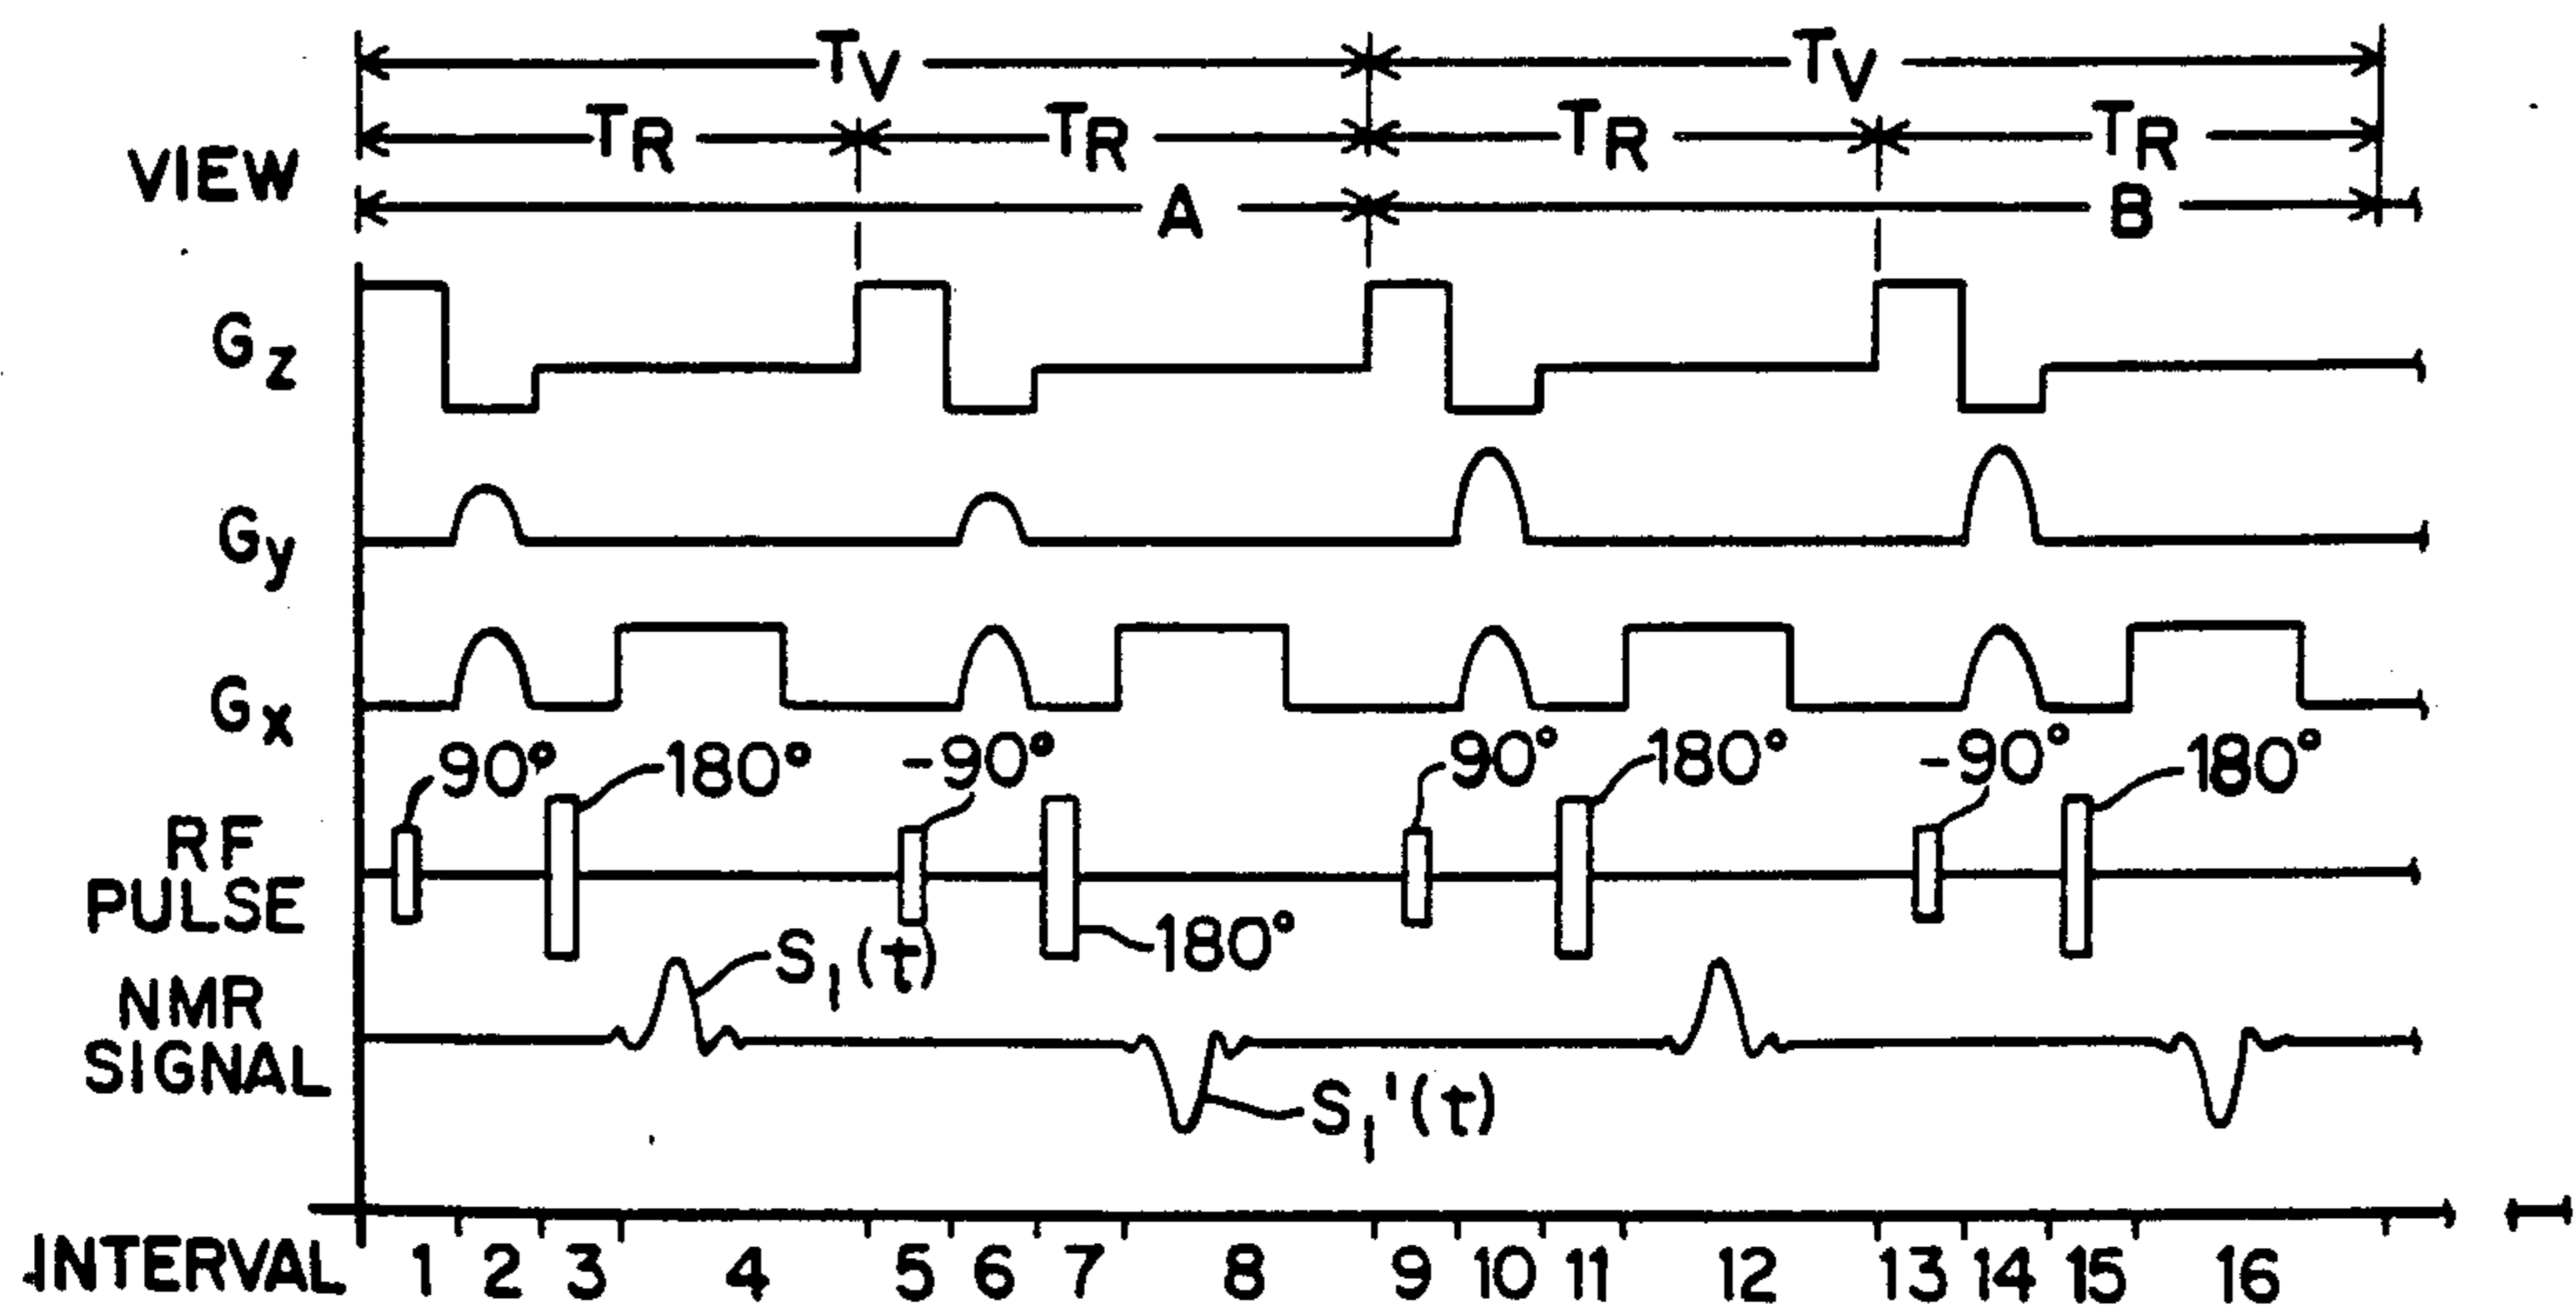 TV TV
VIEW TR TR TR TR
A B
Gz
Gy
Gx
90° 180° -90° 90° 180° -90° 180°
RF PULSE
180°
NMR SIGNAL
S1(t)
S1'(t)
INTERVAL 1 2 3 4 5 6 7 8 9 10 11 12 13 14 15 16